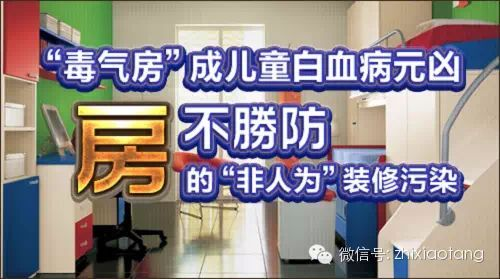 “毒气房”成儿童白血病元凶
房不勝防
的“非人为”装修污染
微信号: zhixiaotang